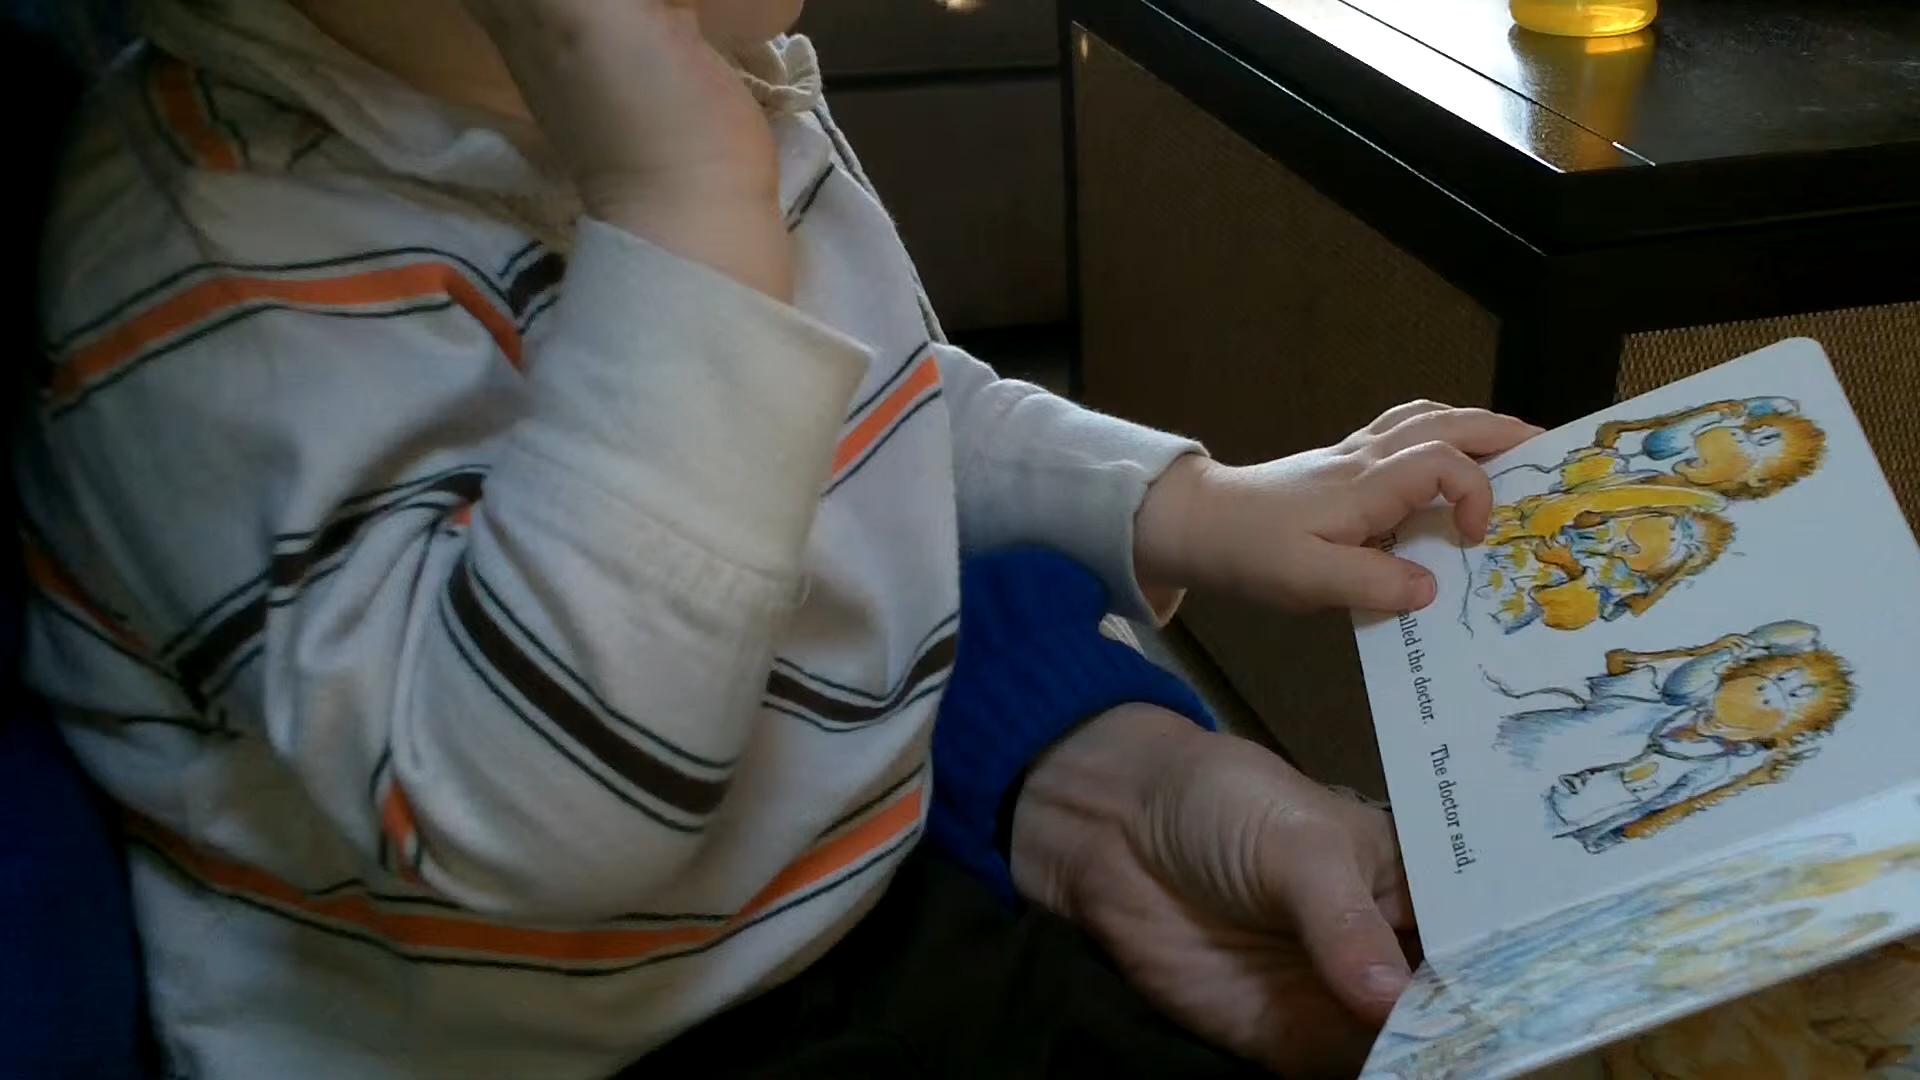 called the doctor.
The doctor said,